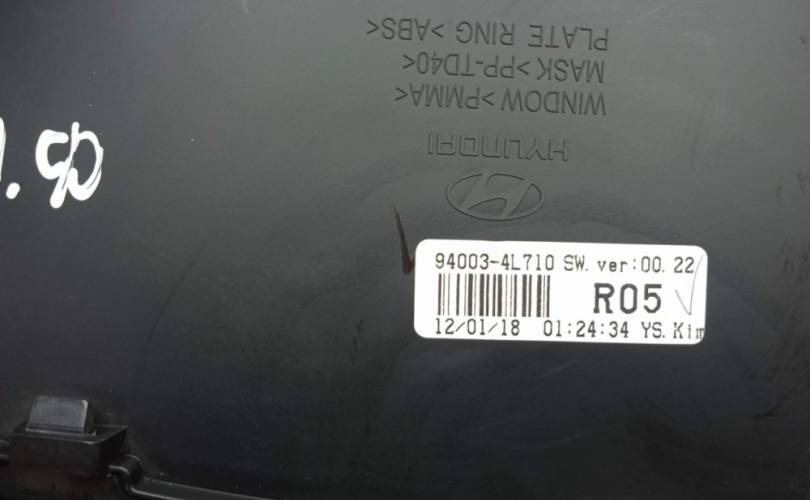 HYUNDAI
WINDOW>PMMA<
MASK >PP-TD40<
PLATE RING >ABS<
94003-4L710 SW. ver:00. 22
R05
12/01/18 01:24:34 YS. Kim